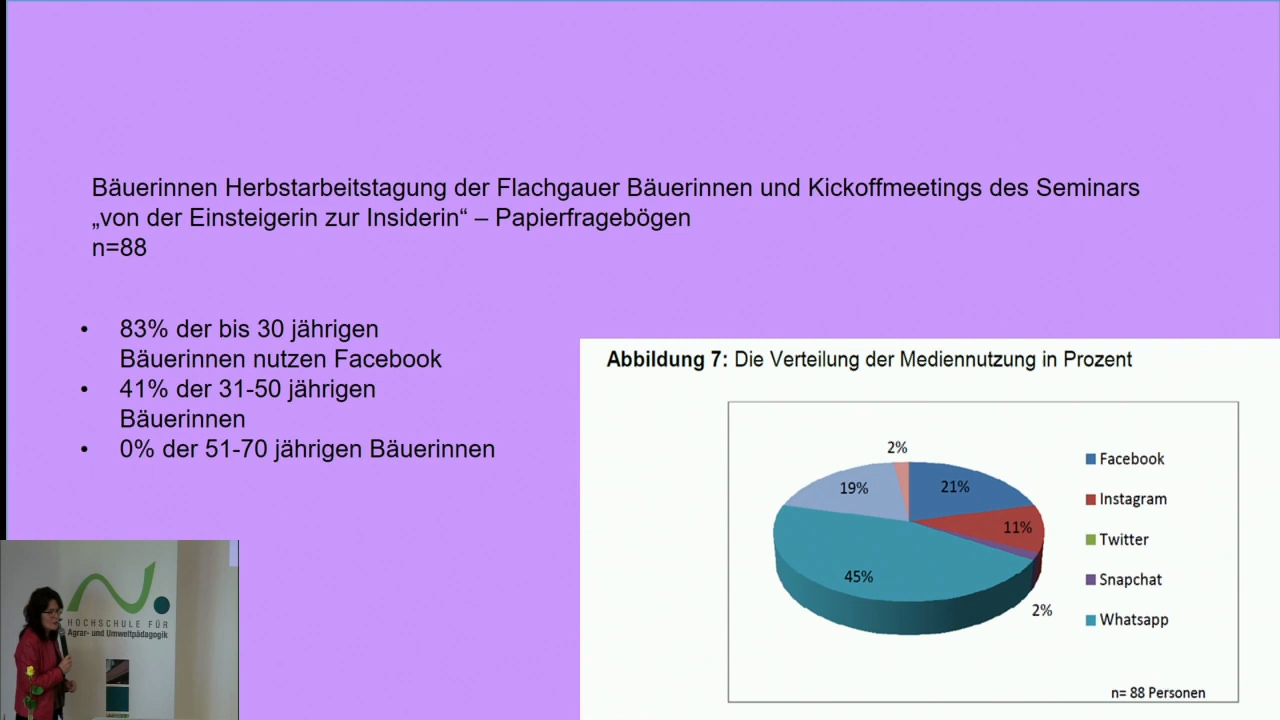 Bäuerinnen Herbstarbeitstagung der Flachgauer Bäuerinnen und Kickoffmeetings des Seminars
„von der Einsteigerin zur Insiderin“ – Papierfragebögen
n=88
• 83% der bis 30 jährigen
Bäuerinnen nutzen Facebook
• 41% der 31-50 jährigen
Bäuerinnen
• 0% der 51-70 jährigen Bäuerinnen
Abbildung 7: Die Verteilung der Mediennutzung in Prozent
2%
19%
21%
11%
45%
2%
Facebook
Instagram
Twitter
Snapchat
Whatsapp
n= 88 Personen
HOCHSCHULE FÜR
Agrar- und Umweltpädagogik